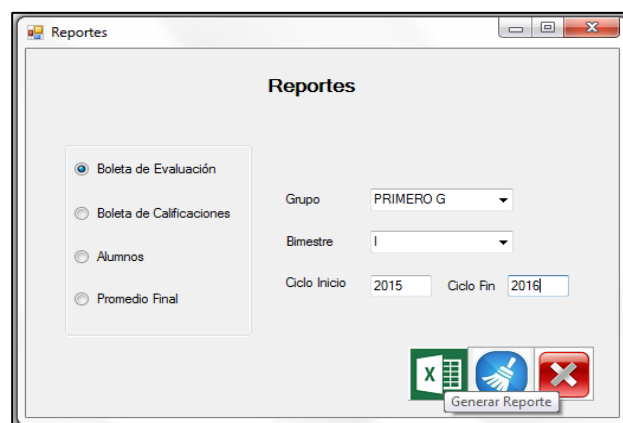 Reportes
Reportes
Boleta de Evaluación
Boleta de Calificaciones
Alumnos
Promedio Final
Grupo PRIMERO G
Bimestre I
Ciclo Inicio 2015 Ciclo Fin 2016
X
Generar Reporte